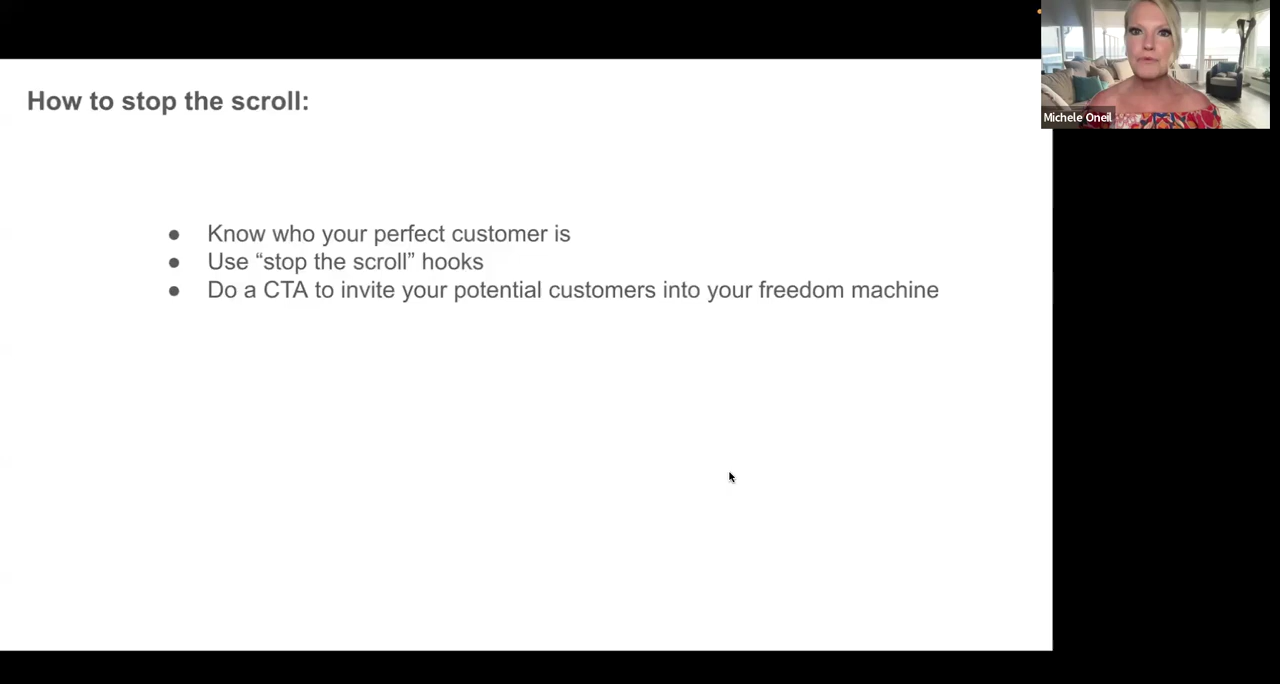 How to stop the scroll:
● Know who your perfect customer is
● Use “stop the scroll” hooks
● Do a CTA to invite your potential customers into your freedom machine
Michele Oneil